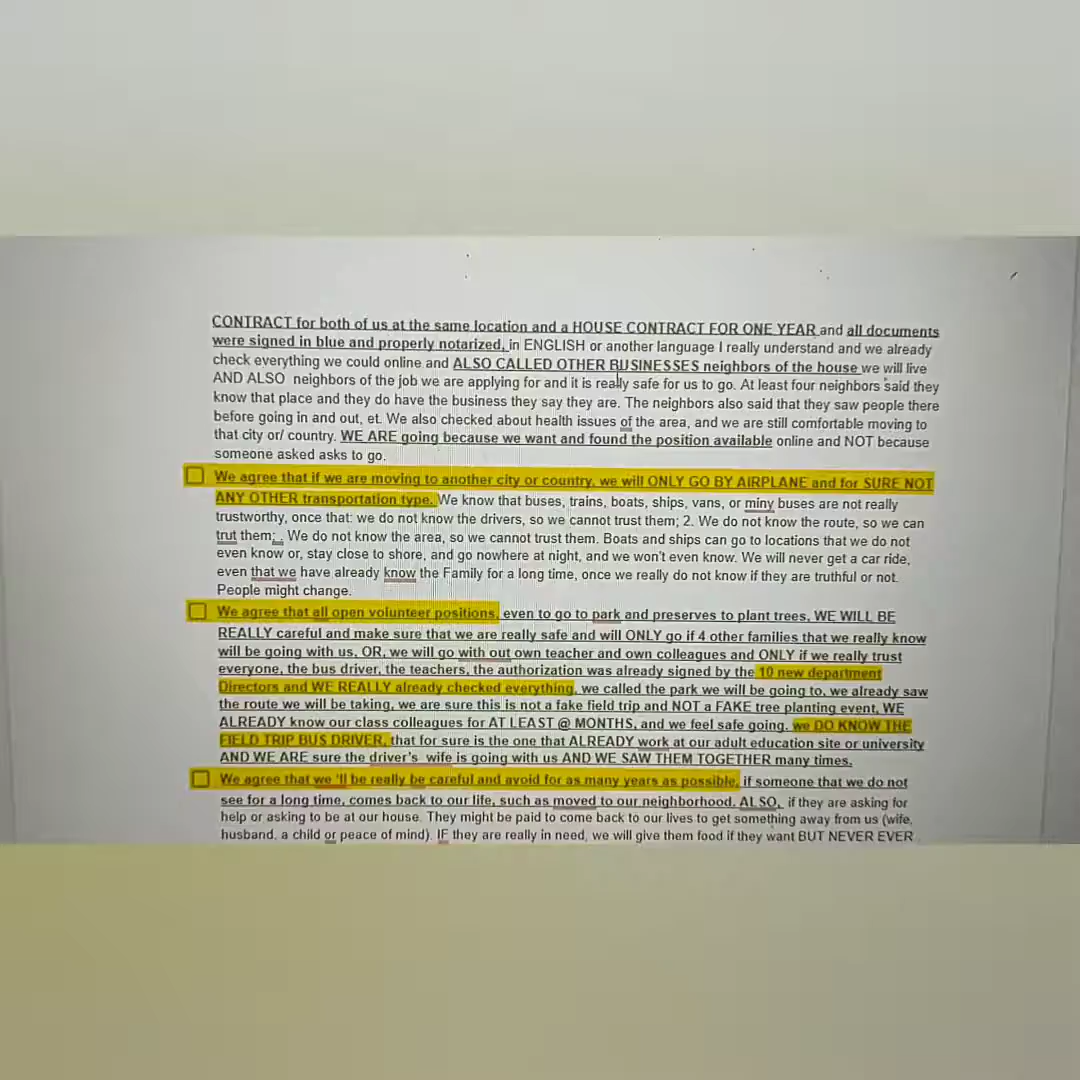 CONTRACT for both of us at the same location and a HOUSE CONTRACT FOR ONE YEAR and all documents
were signed in blue and properly notarized, in ENGLISH or another language I really understand and we already
check everything we could online and ALSO CALLED OTHER BUSINESSES neighbors of the house we will live
AND ALSO neighbors of the job we are applying for and it is really safe for us to go. At least four neighbors said they
know that place and they do have the business they say they are. The neighbors also said that they saw people there
before going in and out, et. We also checked about health issues of the area, and we are still comfortable moving to
that city or/ country. WE ARE going because we want and found the position available online and NOT because
someone asked asks to go.
We agree that if we are moving to another city or country, we will ONLY GO BY AIRPLANE and for SURE NOT
ANY OTHER transportation type. We know that buses, trains, boats, ships, vans, or miny buses are not really
trustworthy, once that: we do not know the drivers, so we cannot trust them; 2. We do not know the route, so we can
trut them; . We do not know the area, so we cannot trust them. Boats and ships can go to locations that we do not
even know or, stay close to shore, and go nowhere at night, and we won't even know. We will never get a car ride,
even that we have already know the Family for a long time, once we really do not know if they are truthful or not.
People might change.
We agree that all open volunteer positions, even to go to park and preserves to plant trees, WE WILL BE
REALLY careful and make sure that we are really safe and will ONLY go if 4 other families that we really know
will be going with us, OR, we will go with out own teacher and own colleagues and ONLY if we really trust
everyone, the bus driver, the teachers, the authorization was already signed by the 10 new department
Directors and WE REALLY already checked everything, we called the park we will be going to, we already saw
the route we will be taking, we are sure this is not a fake field trip and NOT a FAKE tree planting event, WE
ALREADY know our class colleagues for AT LEAST @ MONTHS, and we feel safe going. we DO KNOW THE
FIELD TRIP BUS DRIVER, that for sure is the one that ALREADY work at our adult education site or university
AND WE ARE sure the driver's wife is going with us AND WE SAW THEM TOGETHER many times.
We agree that we 'll be really be careful and avoid for as many years as possible, if someone that we do not
see for a long time, comes back to our life, such as moved to our neighborhood, ALSO, if they are asking for
help or asking to be at our house. They might be paid to come back to our lives to get something away from us (wife,
husband, a child or peace of mind). IF they are really in need, we will give them food if they want BUT NEVER EVER